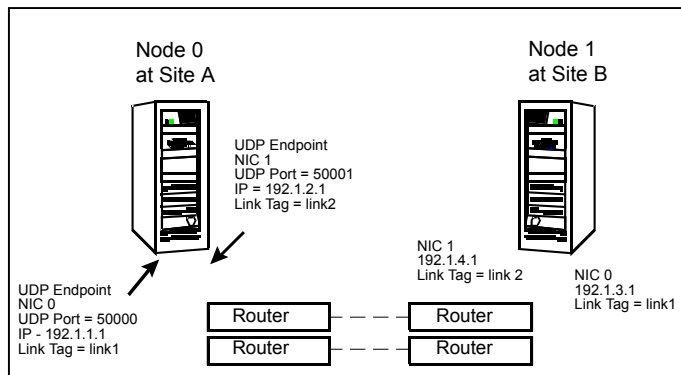 Node 0
at Site A
Node 1
at Site B
UDP Endpoint
NIC 1
UDP Port = 50001
IP = 192.1.2.1
Link Tag = link2
UDP Endpoint
NIC 0
UDP Port = 50000
IP - 192.1.1.1
Link Tag = link1
NIC 1
192.1.4.1
Link Tag = link 2
NIC 0
192.1.3.1
Link Tag = link1
Router
Router
Router
Router